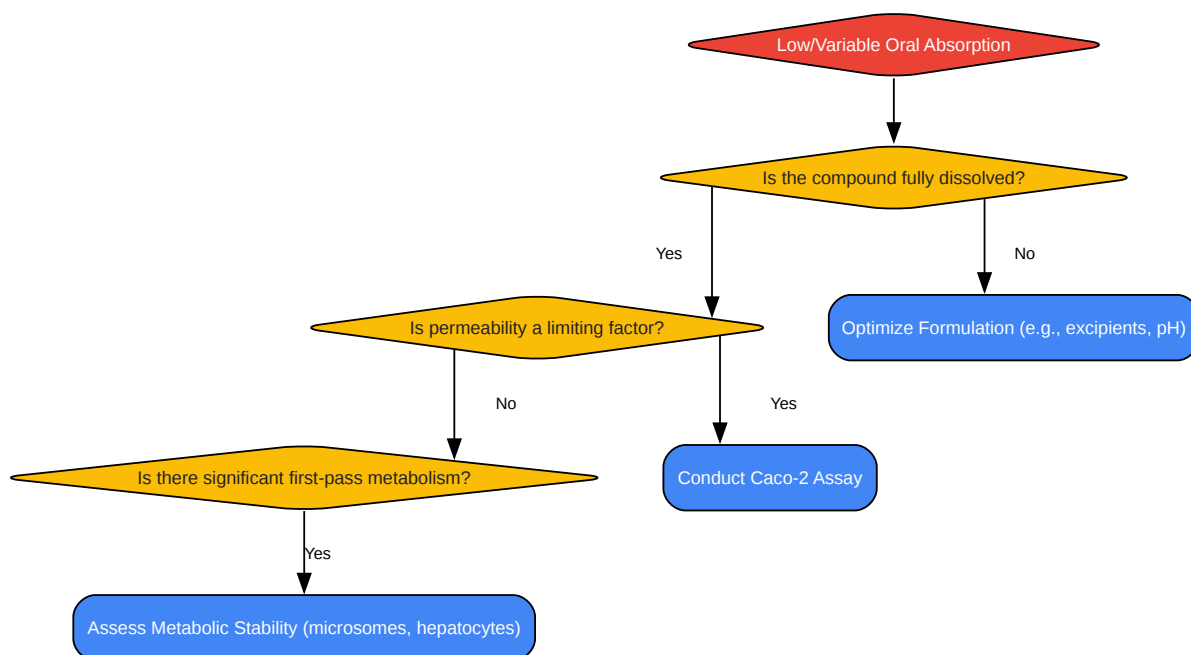 Low/Variable Oral Absorption
Is the compound fully dissolved?
Yes
No
Is permeability a limiting factor?
Optimize Formulation (e.g., excipients, pH)
No
Yes
Is there significant first-pass metabolism?
Conduct Caco-2 Assay
Yes
Assess Metabolic Stability (microsomes, hepatocytes)